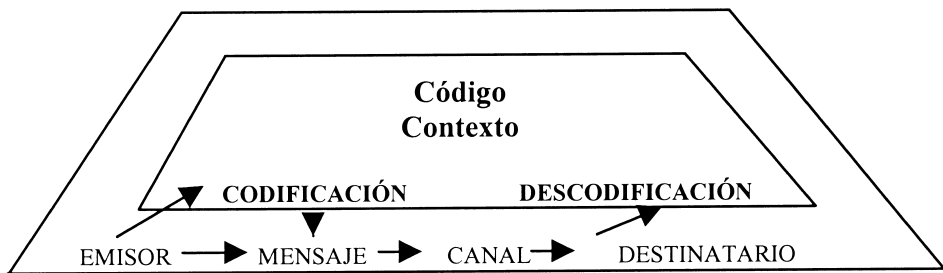 Código
Contexto
CODIFICACIÓN DESCODIFICACIÓN
EMISOR MENSAJE CANAL DESTINATARIO